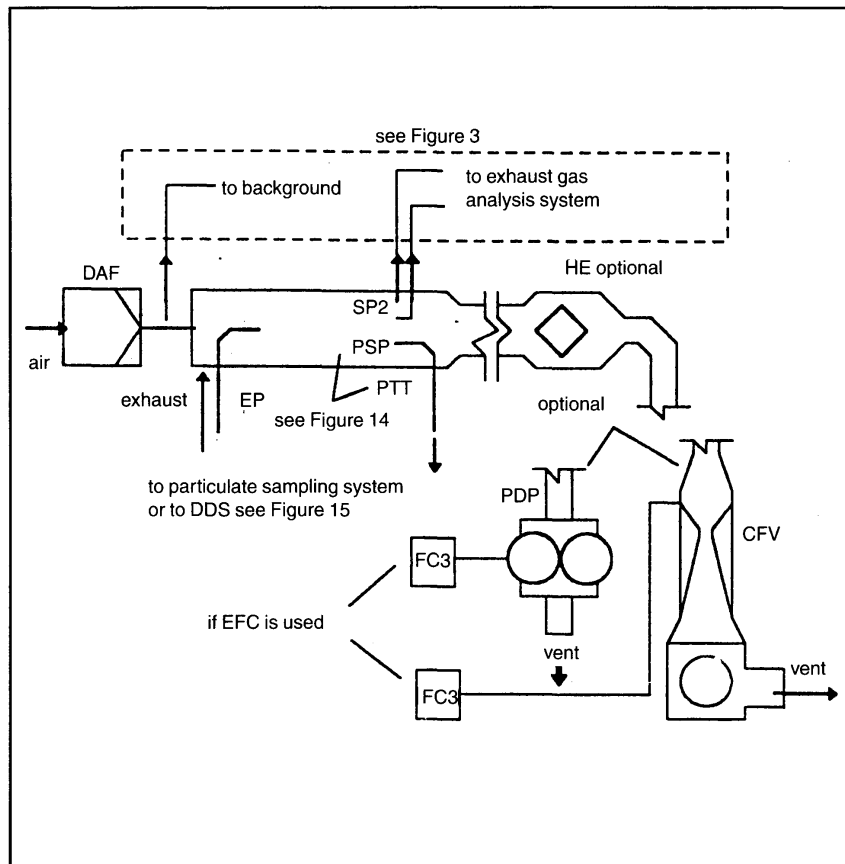 see Figure 3
to background
to exhaust gas
analysis system
DAF
HE optional
SP2
air
PSP
exhaust
EP
PTT
see Figure 14
optional
to particulate sampling system
or to DDS see Figure 15
PDP
CFV
FC3
if EFC is used
vent
vent
FC3